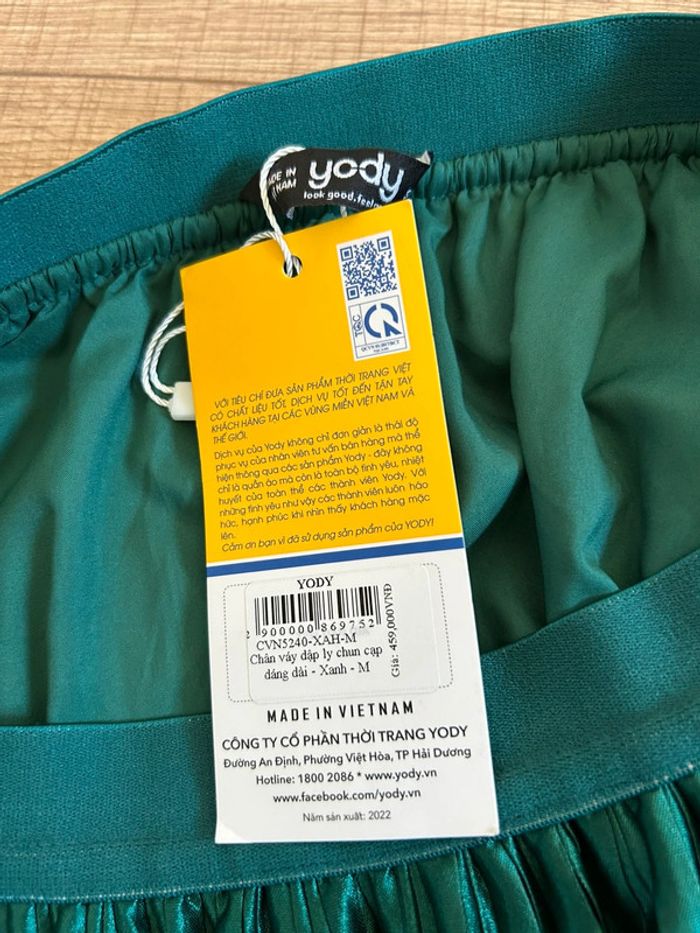 yody
look good, feel
TQC
VỚI TIÊU CHÍ ĐƯA SẢN PHẨM THỜI TRANG VIỆT
CÓ CHẤT LIỆU TỐT, DỊCH VỤ TỐT ĐẾN TẬN TAY
KHÁCH HÀNG TẠI CÁC VÙNG MIỀN VIỆT NAM VÀ
THẾ GIỚI.
Dịch vụ của Yody không chỉ đơn giản là thái độ
phục vụ của nhân viên tư vấn bán hàng mà thể
hiện thông qua các sản phẩm Yody - đây không
chỉ là quần áo mà còn là toàn bộ tình yêu, nhiệt
huyết của toàn thể các thành viên Yody. Với
những tình yêu như vậy các thành viên luôn háo
hức, hạnh phúc khi nhìn thấy khách hàng mặc
lên.
Cảm ơn bạn vì đã sử dụng sản phẩm của YODY!
YODY
2 900000 869752
CVN5240-XAH-M
Chân váy dập ly chun cạp
dáng dài - Xanh - M
Giá: 459,000VNĐ
MADE IN VIETNAM
CÔNG TY CỔ PHẦN THỜI TRANG YODY
Đường An Định, Phường Việt Hòa, TP Hải Dương
Hotline: 1800 2086 * www.yody.vn
www.facebook.com/yody.vn
Năm sản xuất: 2022